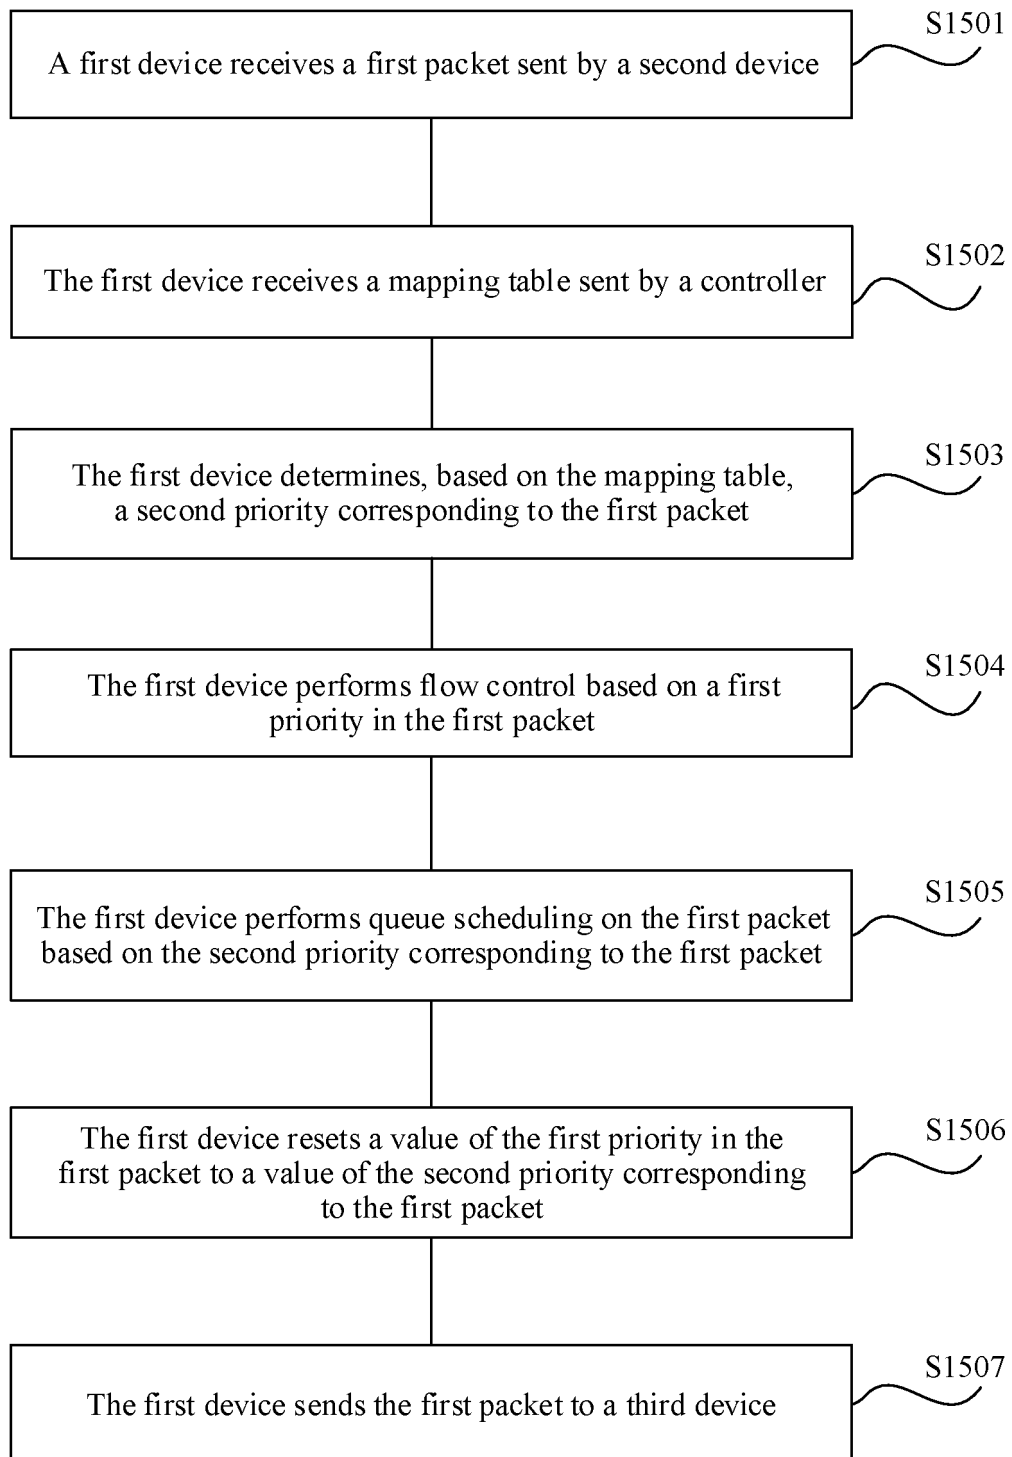 S1501
A first device receives a first packet sent by a second device
S1502
The first device receives a mapping table sent by a controller
S1503
The first device determines, based on the mapping table,
a second priority corresponding to the first packet
S1504
The first device performs flow control based on a first
priority in the first packet
S1505
The first device performs queue scheduling on the first packet
based on the second priority corresponding to the first packet
S1506
The first device resets a value of the first priority in the
first packet to a value of the second priority corresponding
to the first packet
S1507
The first device sends the first packet to a third device